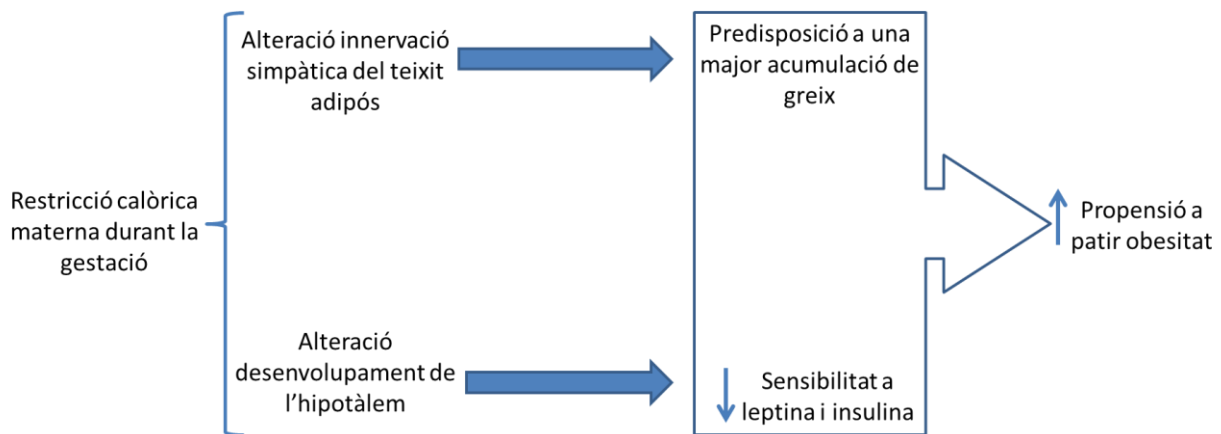 Restricció calòrica
materna durant la
gestació
Alteració innervació
simpàtica del teixit
adipós
Alteració
desenvolupament de
l’hipotàlem
Predisposició a una
major acumulació de
greix
Sensibilitat a
leptina i insulina
Propensió a
patir obesitat